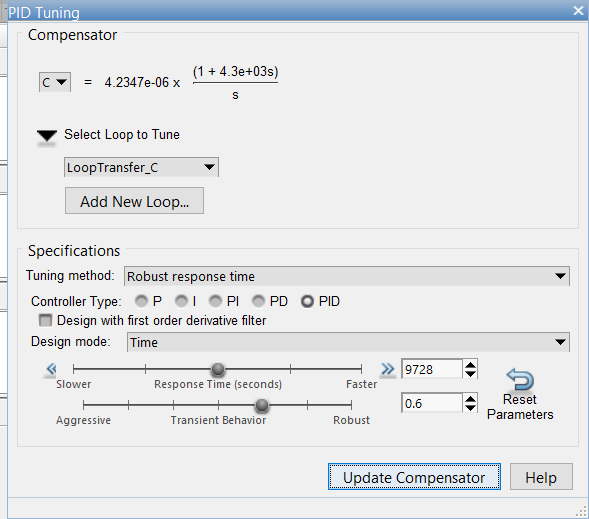 PID Tuning
Compensator
C = 4.2347e-06 x (1 + 4.3e+03s)
s
Select Loop to Tune
LoopTransfer_C
Add New Loop...
Specifications
Tuning method: Robust response time
Controller Type: P I PI PD PID
Design with first order derivative filter
Design mode: Time
9728
Slower Response Time (seconds) Faster
0.6
Aggressive Transient Behavior Robust
Reset
Parameters
Update Compensator Help